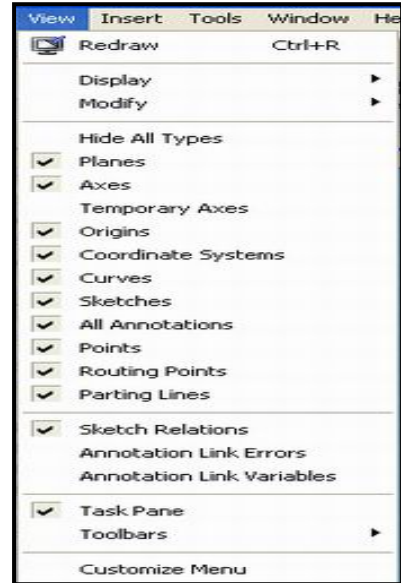 View Insert Tools Window He
Redraw Ctrl+R
Display
Modify
Hide All Types
Planes
Axes
Temporary Axes
Origins
Coordinate Systems
Curves
Sketches
All Annotations
Points
Routing Points
Parting Lines
Sketch Relations
Annotation Link Errors
Annotation Link Variables
Task Pane
Toolbars
Customize Menu